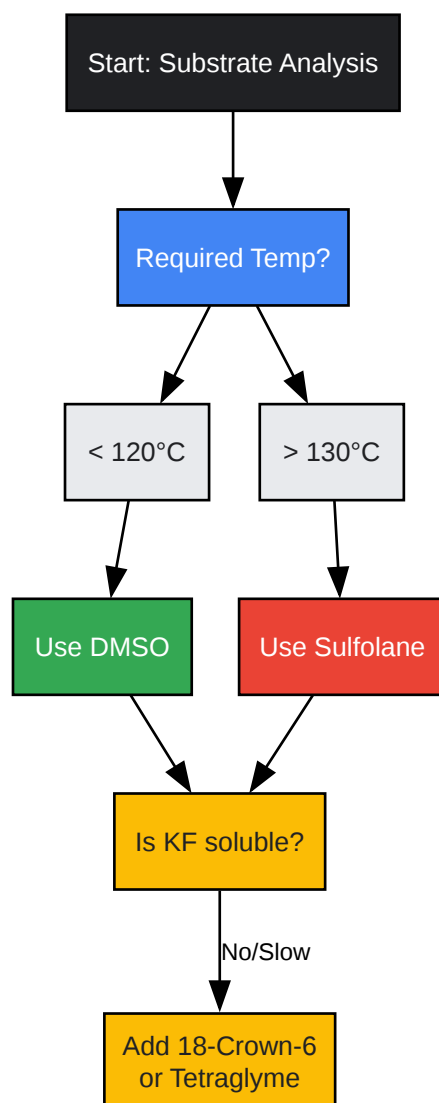 Start: Substrate Analysis
Required Temp?
< 120°C
> 130°C
Use DMSO
Use Sulfolane
Is KF soluble?
No/Slow
Add 18-Crown-6
or Tetraglyme